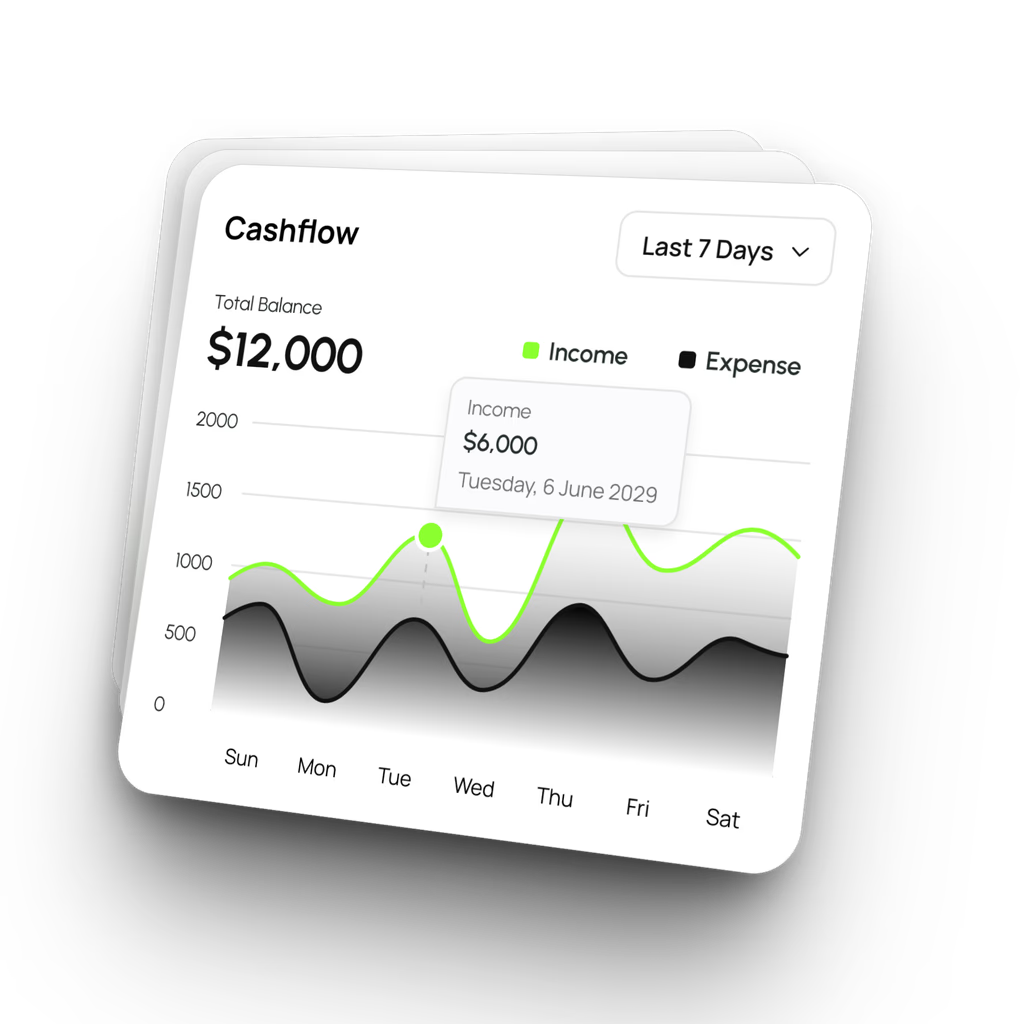 Cashflow
Last 7 Days
Total Balance
$12,000
Income
Expense
Income
$6,000
Tuesday, 6 June 2029
2000
1500
1000
500
0
Sun Mon Tue Wed Thu Fri Sat